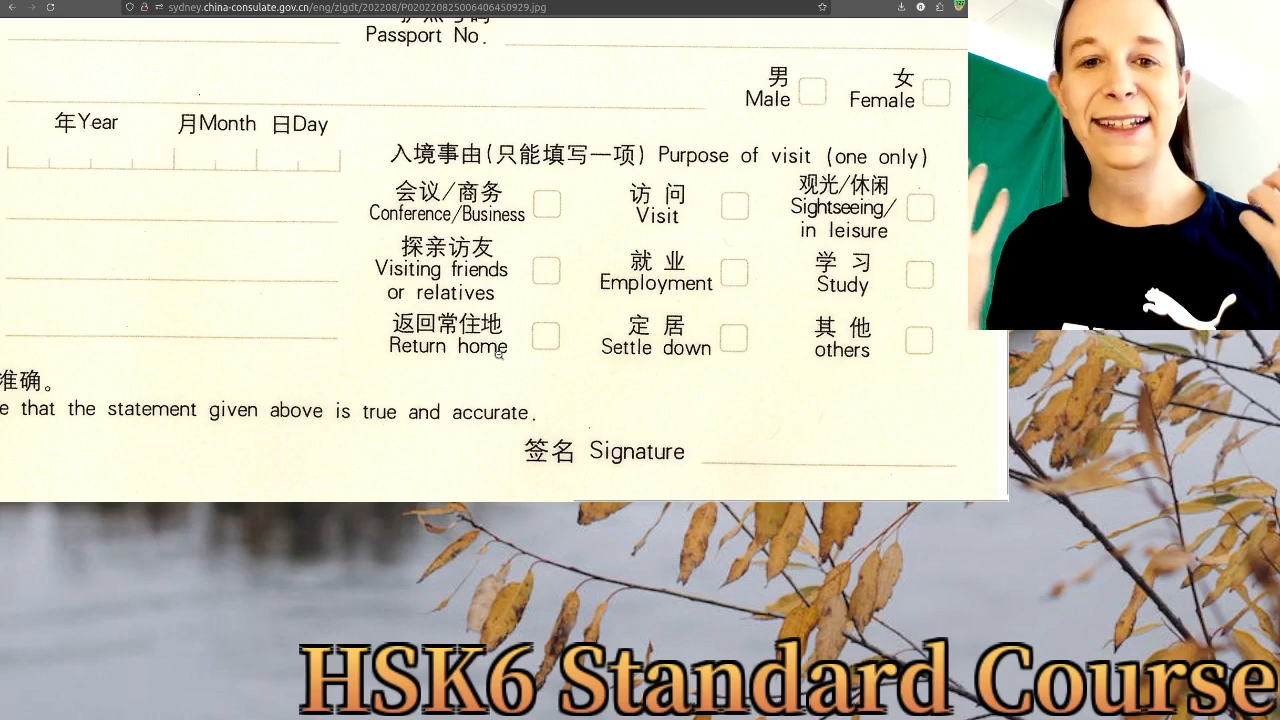 sydney.china-consulate.gov.cn/eng/zlgdt/202208/P020220825006406450929.jpg
护照号码
Passport No.
男 女
Male Female
年Year 月Month 日Day
入境事由(只能填写一项) Purpose of visit (one only)
会议/商务 访 问 观光/休闲
Conference/Business Visit Sightseeing/
in leisure
探亲访友 就 业 学 习
Visiting friends Employment Study
or relatives
返回常住地 定 居 其 他
Return home Settle down others
准确。
e that the statement given above is true and accurate.
签名 Signature
HSK6 Standard Course